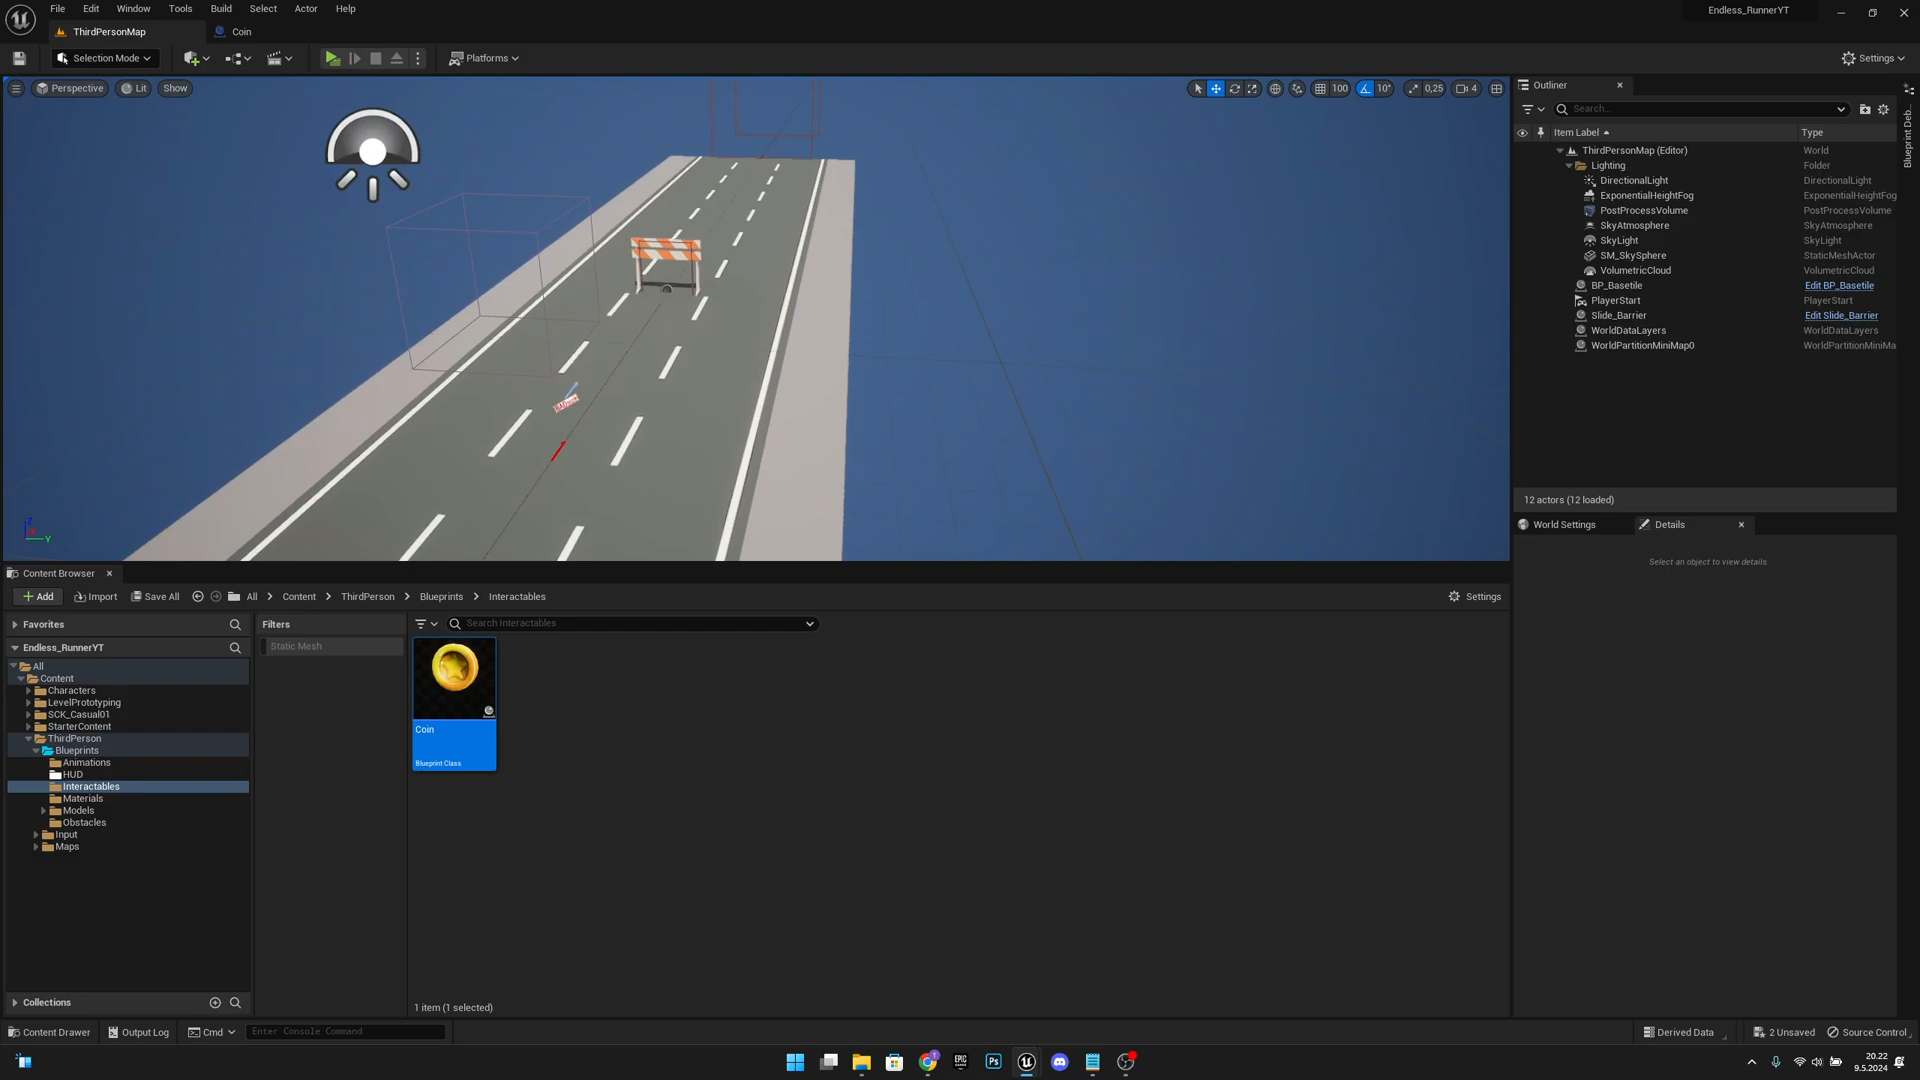 File Edit Window Tools Build Select Actor Help
Endless_RunnerYT
ThirdPersonMap
Coin
Selection Mode
Platforms
Settings
Perspective
Lit
Show
100
10°
0,25
4
Outliner
Search...
Item Label
Type
ThirdPersonMap (Editor) World
Lighting Folder
DirectionalLight DirectionalLight
ExponentialHeightFog ExponentialHeightFog
PostProcessVolume PostProcessVolume
SkyAtmosphere SkyAtmosphere
SkyLight SkyLight
SM_SkySphere StaticMeshActor
VolumetricCloud VolumetricCloud
BP_Basetile Edit BP_Basetile
PlayerStart PlayerStart
Slide_Barrier Edit Slide_Barrier
WorldDataLayers WorldDataLayers
WorldPartitionMiniMap0 WorldPartitionMiniMa
12 actors (12 loaded)
Blueprint Deb..
World Settings
Details
Select an object to view details.
Z
Y
Content Browser
Add
Import
Save All
All
Content
ThirdPerson
Blueprints
Interactables
Settings
Favorites
Endless_RunnerYT
All
Content
Characters
LevelPrototyping
SCK_Casual01
StarterContent
ThirdPerson
Blueprints
Animations
HUD
Interactables
Materials
Models
Obstacles
Input
Maps
Collections
Filters
Static Mesh
Search Interactables
Coin
Blueprint Class
1 item (1 selected)
Content Drawer
Output Log
Cmd
Enter Console Command
Derived Data
2 Unsaved
Source Control
EPIC
Ps
20.22
9.5.2024